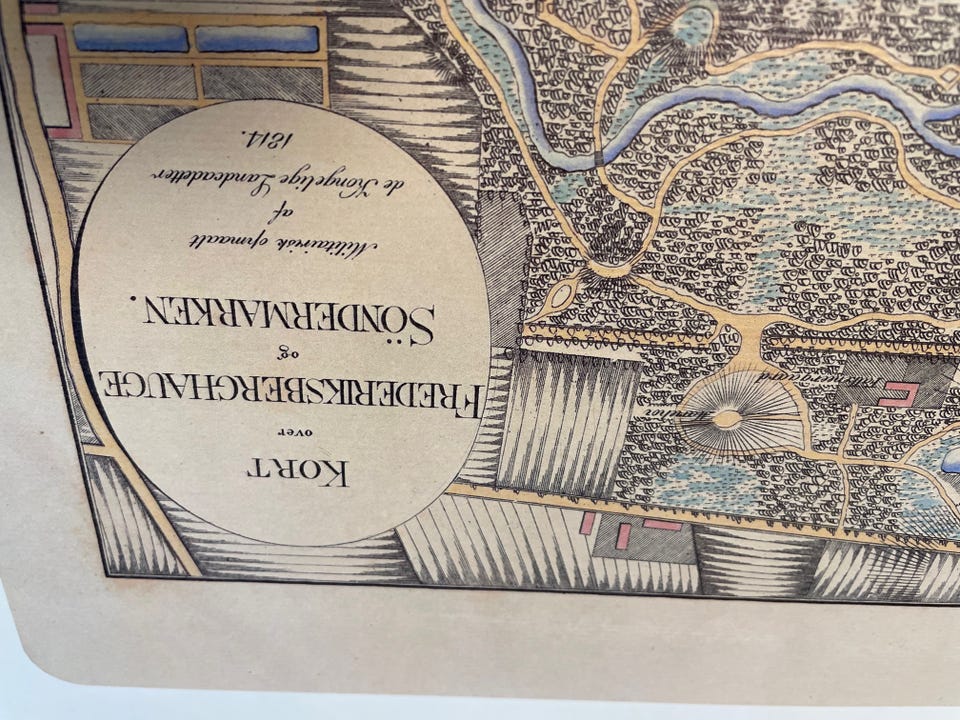 KORT
over
FREDERIKSBERGHAUGE
og
SÖNDERMARKEN.
Militairisk opmaalt
af
de Kongelige Landcadetter
1814.